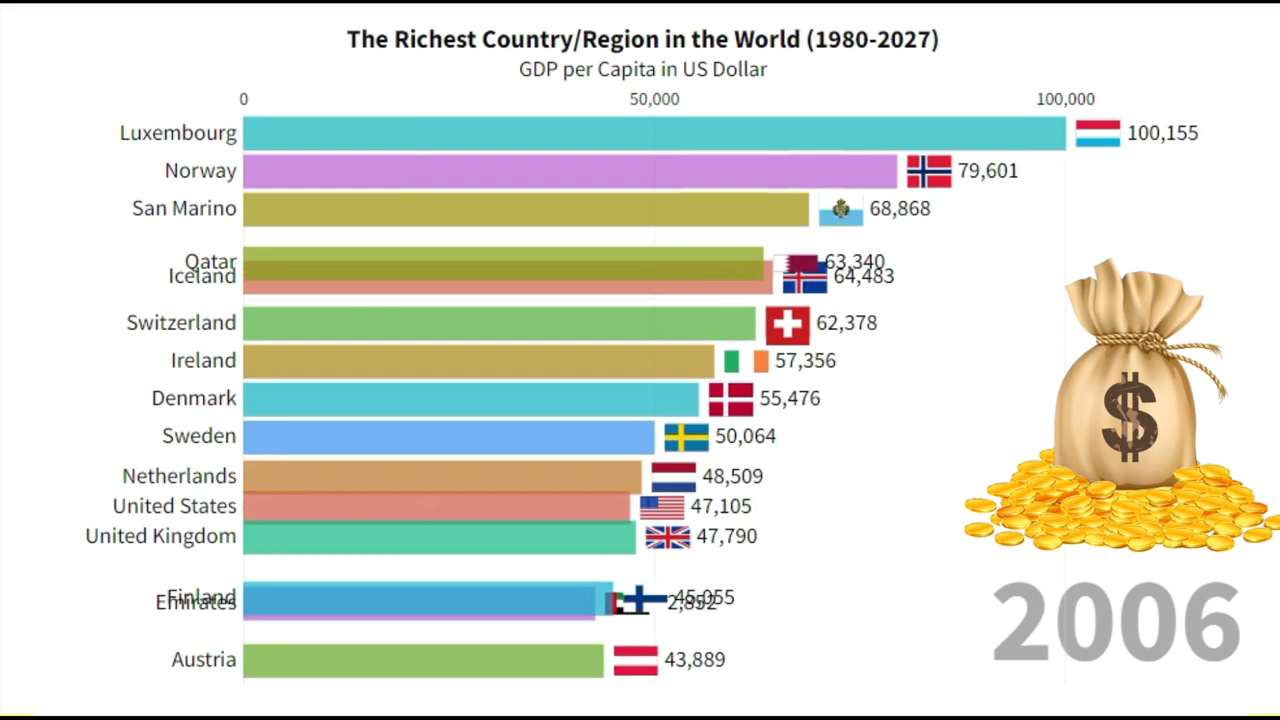 The Richest Country/Region in the World (1980-2027)
GDP per Capita in US Dollar
0 50,000 100,000
Luxembourg 100,155
Norway 79,601
San Marino 68,868
Qatar 63,340
Iceland 64,483
Switzerland 62,378
Ireland 57,356
Denmark 55,476
Sweden 50,064
Netherlands 48,509
United States 47,105
United Kingdom 47,790
Finland 45,055
Emirates
Austria 43,889
$
2006